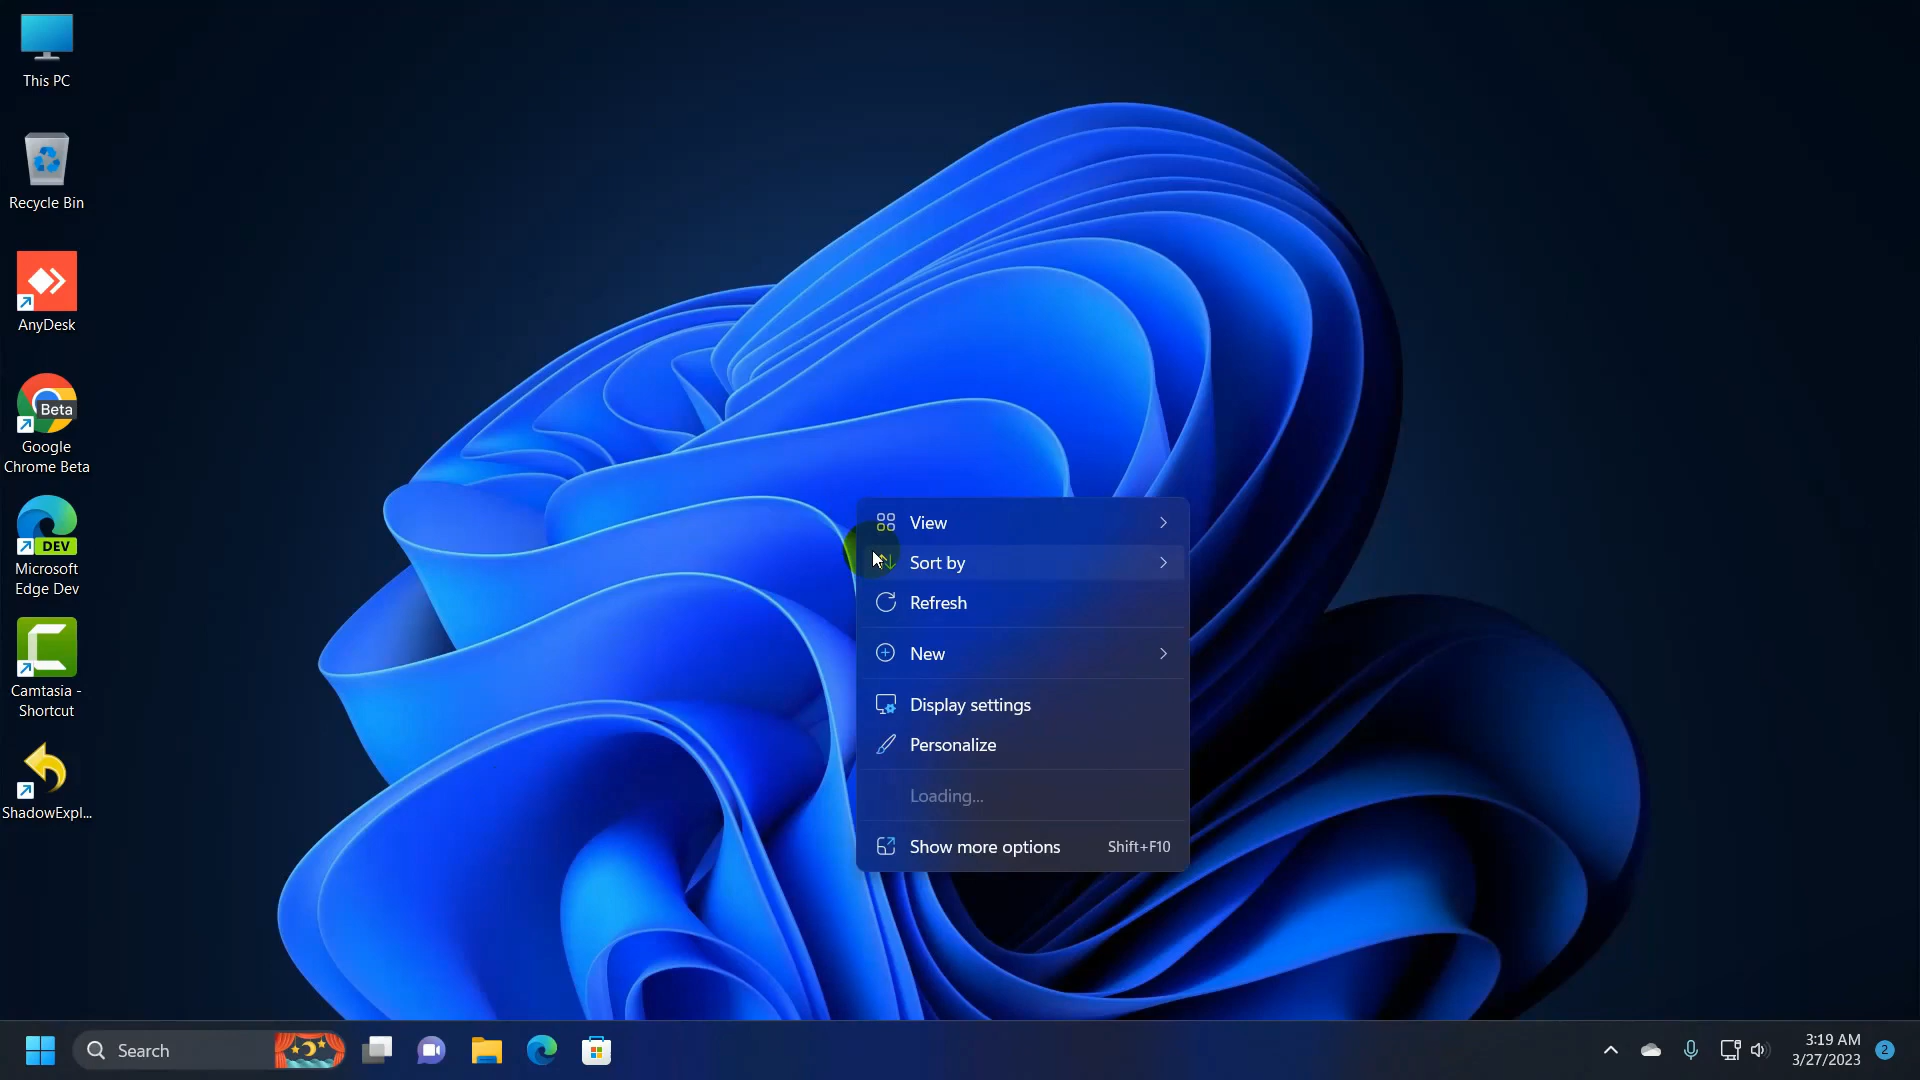 This PC
Recycle Bin
AnyDesk
Beta
Google
Chrome Beta
DEV
Microsoft
Edge Dev
Camtasia -
Shortcut
ShadowExpl...
View
Sort by
Refresh
New
Display settings
Personalize
Loading...
Show more options Shift+F10
Search
3:19 AM
3/27/2023
2